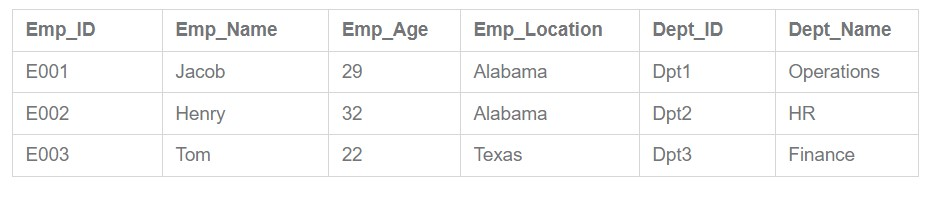 Emp_ID Emp_Name Emp_Age Emp_Location Dept_ID Dept_Name
E001 Jacob 29 Alabama Dpt1 Operations
E002 Henry 32 Alabama Dpt2 HR
E003 Tom 22 Texas Dpt3 Finance